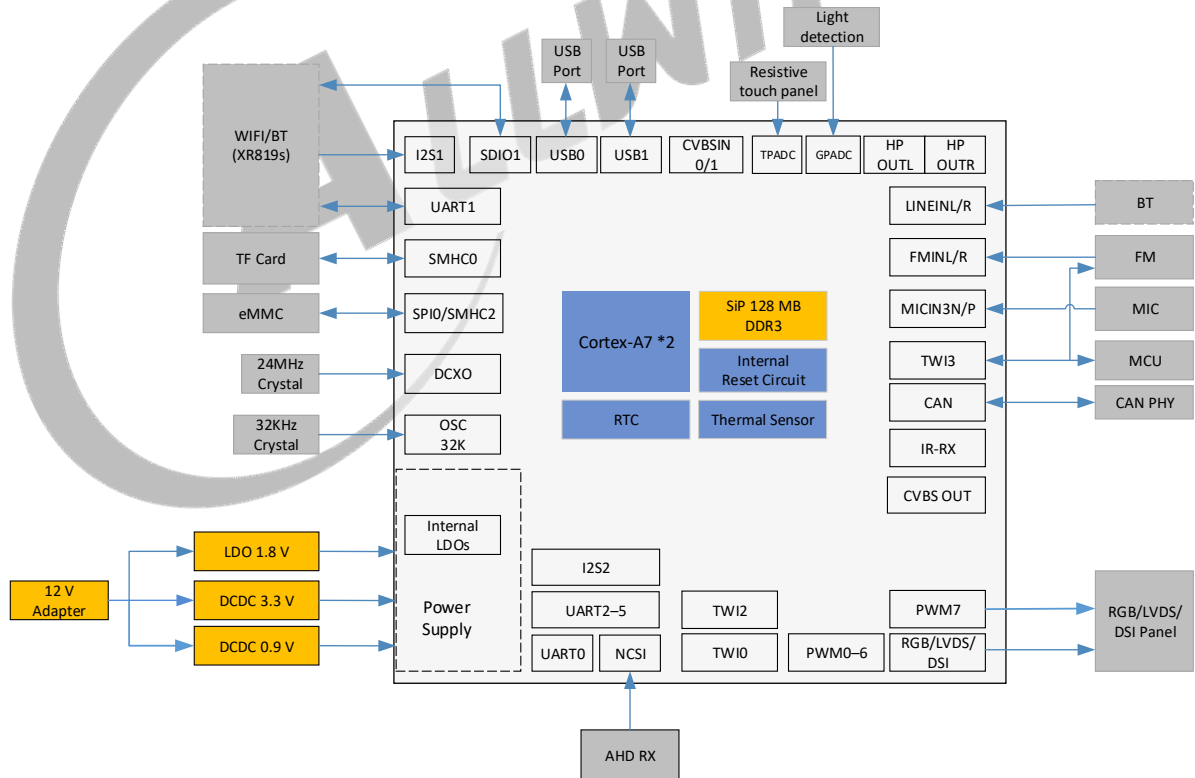 Light
detection
USB
Port
USB
Port
Resistive
touch panel
WIFI/BT
(XR819s)
I2S1
SDIO1
USB0
USB1
CVBSIN
0/1
TPADC
GPADC
HP
OUTL
HP
OUTR
UART1
LINEINL/R
BT
TF Card
SMHC0
FMINL/R
FM
eMMC
SPI0/SMHC2
Cortex-A7 *2
SiP 128 MB
DDR3
MICIN3N/P
MIC
Internal
Reset Circuit
TWI3
MCU
24MHz
Crystal
DCXO
CAN
CAN PHY
32KHz
Crystal
OSC
32K
RTC
Thermal Sensor
IR-RX
CVBS OUT
Internal
LDOs
LDO 1.8 V
12 V
Adapter
DCDC 3.3 V
DCDC 0.9 V
Power
Supply
I2S2
UART2–5
TWI2
PWM7
RGB/LVDS/
DSI Panel
UART0
NCSI
TWI0
PWM0–6
RGB/LVDS/
DSI
AHD RX
ALLWI